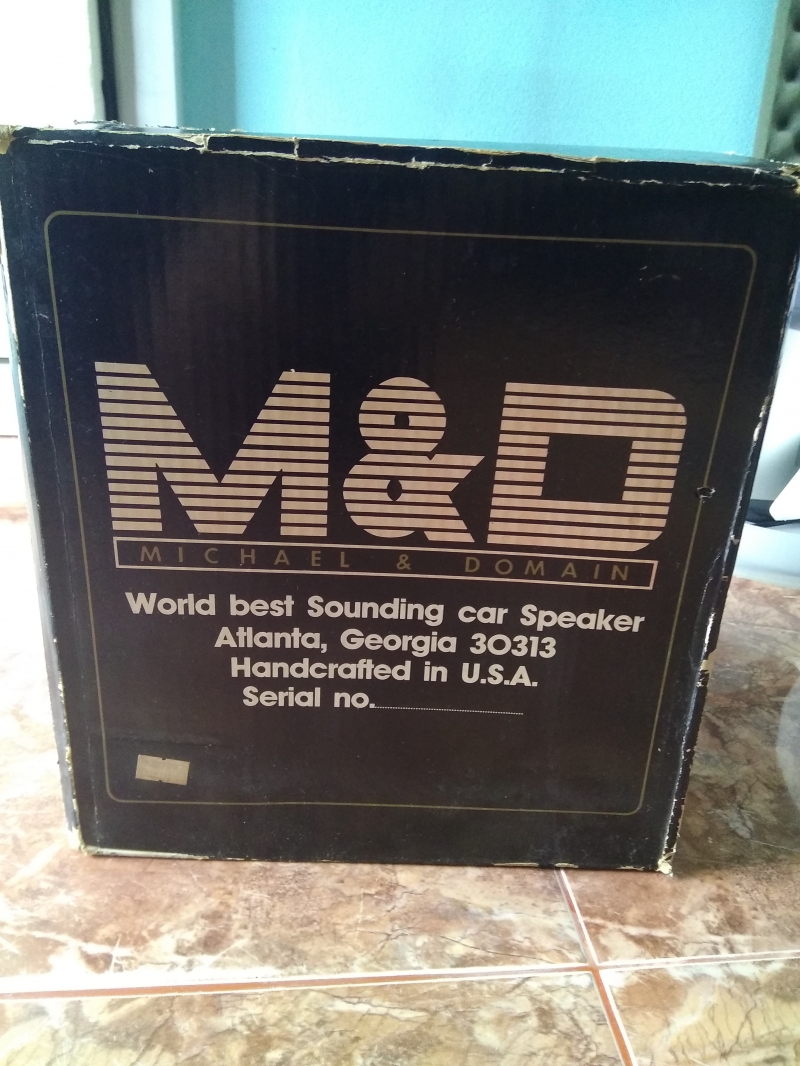 M&D
MICHAEL & DOMAIN
World best Sounding car Speaker
Atlanta, Georgia 30313
Handcrafted in U.S.A.
Serial no.